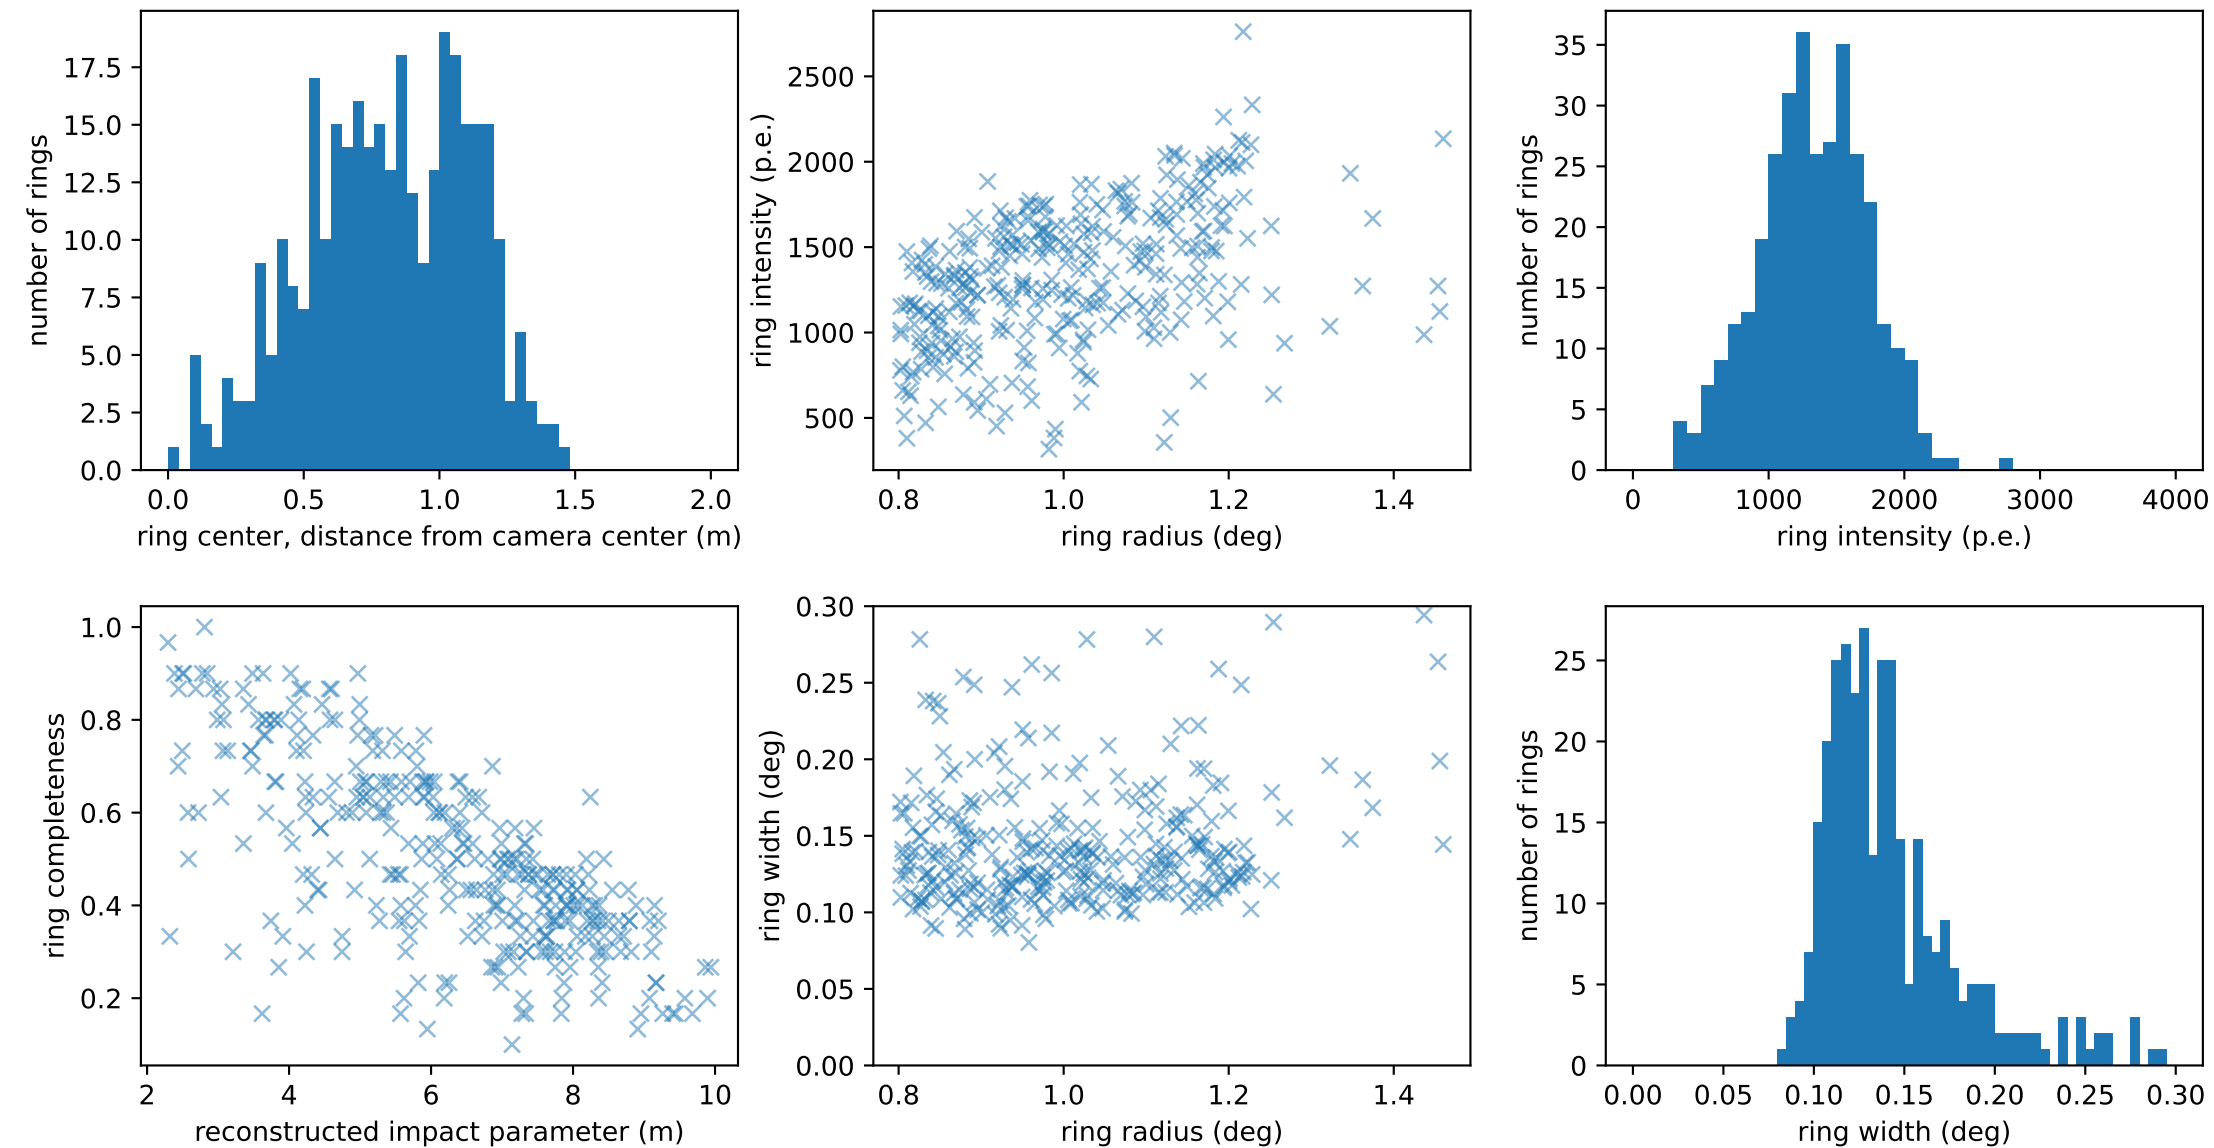 number of rings
17.5
15.0
12.5
10.0
7.5
5.0
2.5
0.0
0.0 0.5 1.0 1.5 2.0
ring center, distance from camera center (m)
ring intensity (p.e.)
2500
2000
1500
1000
500
0.8 1.0 1.2 1.4
ring radius (deg)
number of rings
35
30
25
20
15
10
5
0
0 1000 2000 3000 4000
ring intensity (p.e.)
ring completeness
1.0
0.8
0.6
0.4
0.2
2 4 6 8 10
reconstructed impact parameter (m)
ring width (deg)
0.30
0.25
0.20
0.15
0.10
0.05
0.00
0.8 1.0 1.2 1.4
ring radius (deg)
number of rings
25
20
15
10
5
0
0.00 0.05 0.10 0.15 0.20 0.25 0.30
ring width (deg)